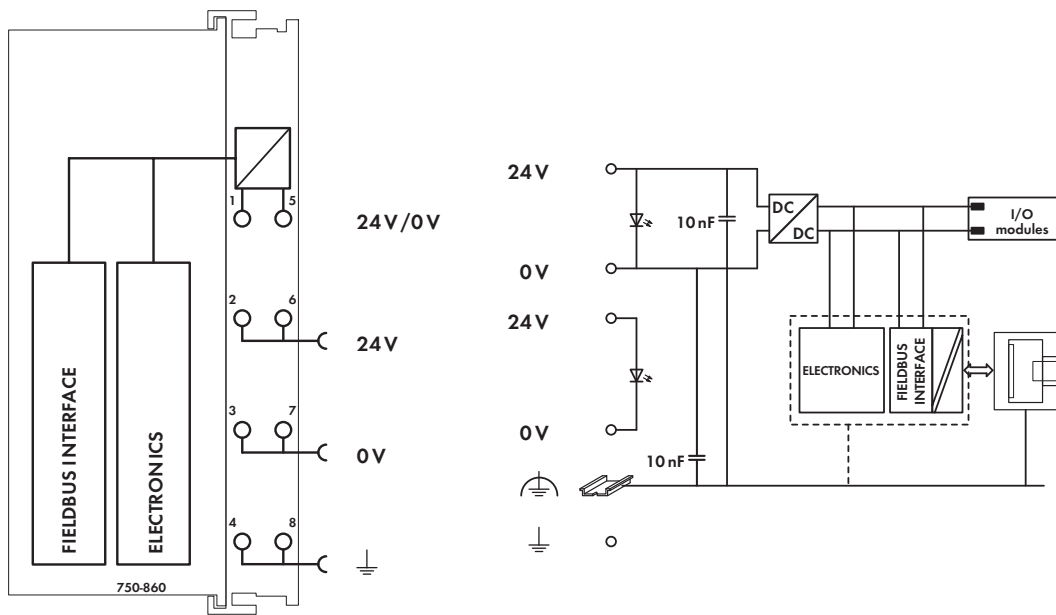 1 5
24V/0V
2 6
24V
3 7
0V
4 8
FIELDBUS INTERFACE
ELECTRONICS
750-860
24V
10nF
DC
DC
I/O
modules
0V
24V
ELECTRONICS
FIELDBUS
INTERFACE
0V
10nF